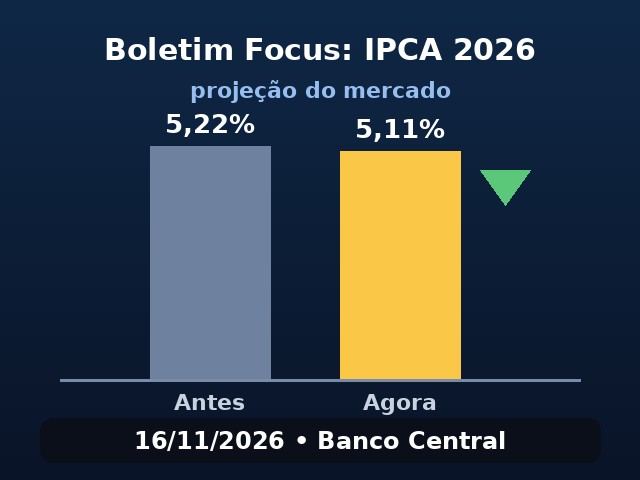 Boletim Focus: IPCA 2026
projeção do mercado
5,22%
5,11%
Antes
Agora
16/11/2026 • Banco Central